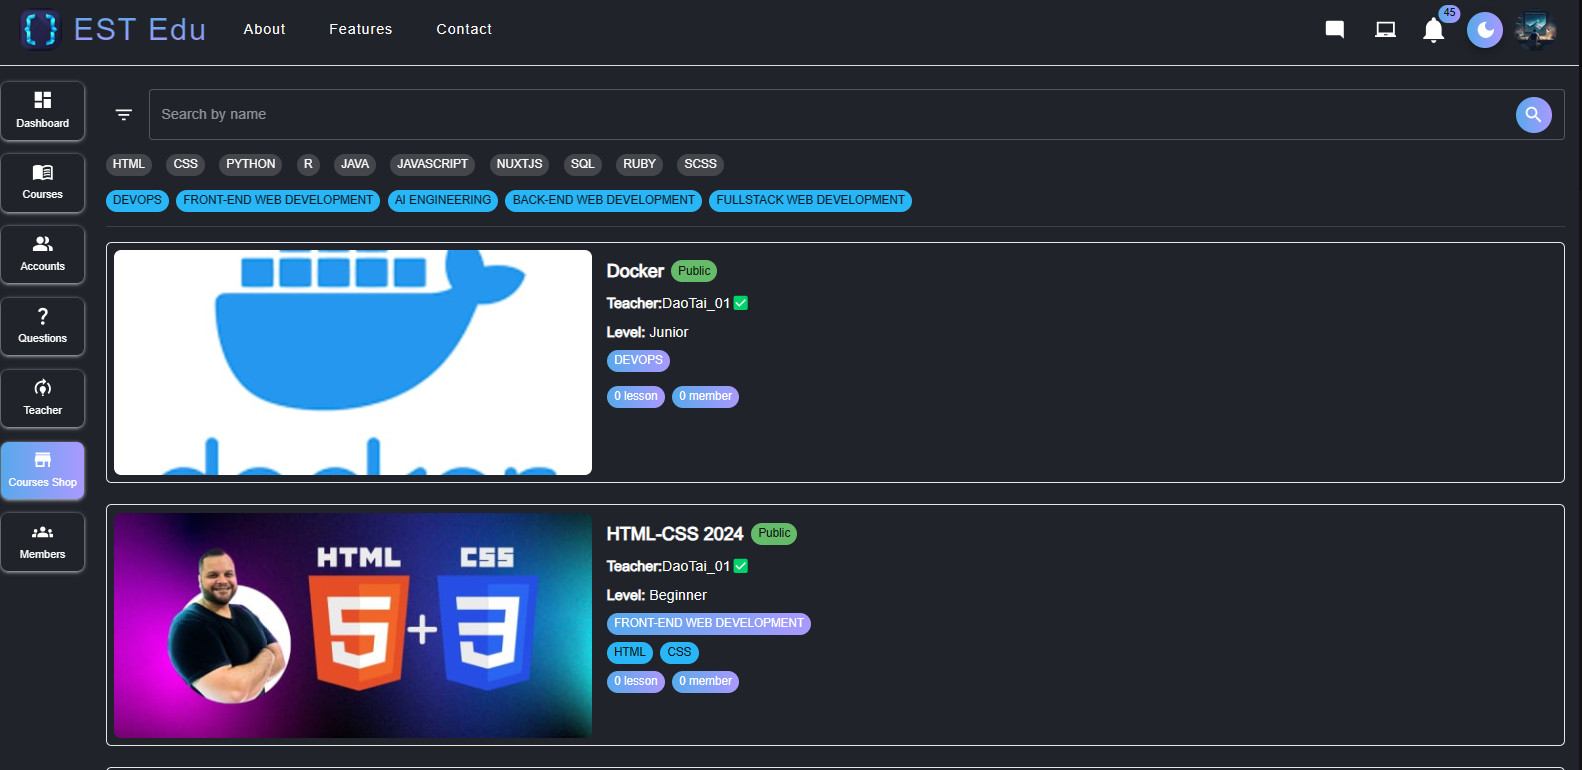 EST Edu About Features Contact 45
Dashboard
Courses
Accounts
Questions
Teacher
Courses Shop
Members
Search by name
HTML CSS PYTHON R JAVA JAVASCRIPT NUXTJS SQL RUBY SCSS
DEVOPS FRONT-END WEB DEVELOPMENT AI ENGINEERING BACK-END WEB DEVELOPMENT FULLSTACK WEB DEVELOPMENT
docker
Docker Public
Teacher:DaoTai_01 ✅
Level: Junior
DEVOPS
0 lesson 0 member
HTML CSS
5 + 3
HTML-CSS 2024 Public
Teacher:DaoTai_01 ✅
Level: Beginner
FRONT-END WEB DEVELOPMENT
HTML CSS
0 lesson 0 member